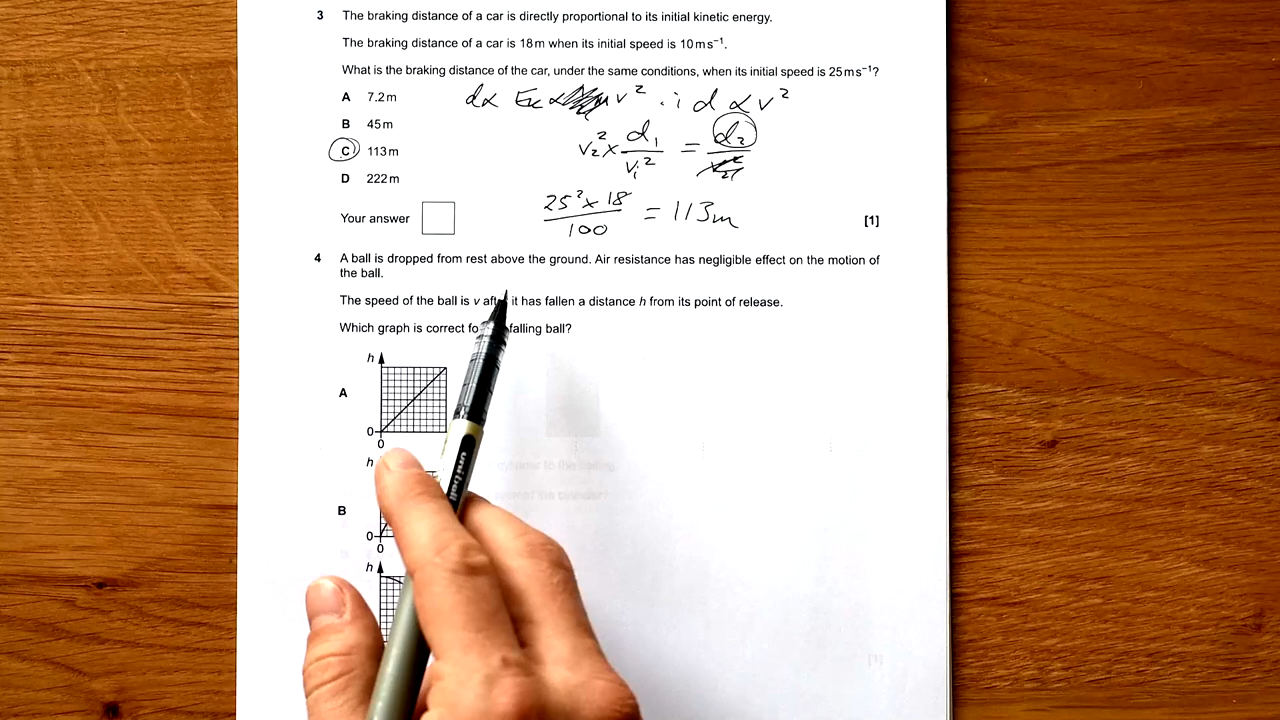 3 The braking distance of a car is directly proportional to its initial kinetic energy.
The braking distance of a car is 18 m when its initial speed is 10 m s⁻¹.
What is the braking distance of the car, under the same conditions, when its initial speed is 25 m s⁻¹?
A 7.2 m
B 45 m
C 113 m
D 222 m
d ∝ Ek ∝ v² ∴ d ∝ v²
v₂² × d₁ / v₁² = d₂
25² × 18 / 100 = 113m
Your answer
[1]
4 A ball is dropped from rest above the ground. Air resistance has negligible effect on the motion of
the ball.
The speed of the ball is v it has fallen a distance h from its point of release.
Which graph is correct falling ball?
h
A
0
0
h
B
0
0
h
uni ball